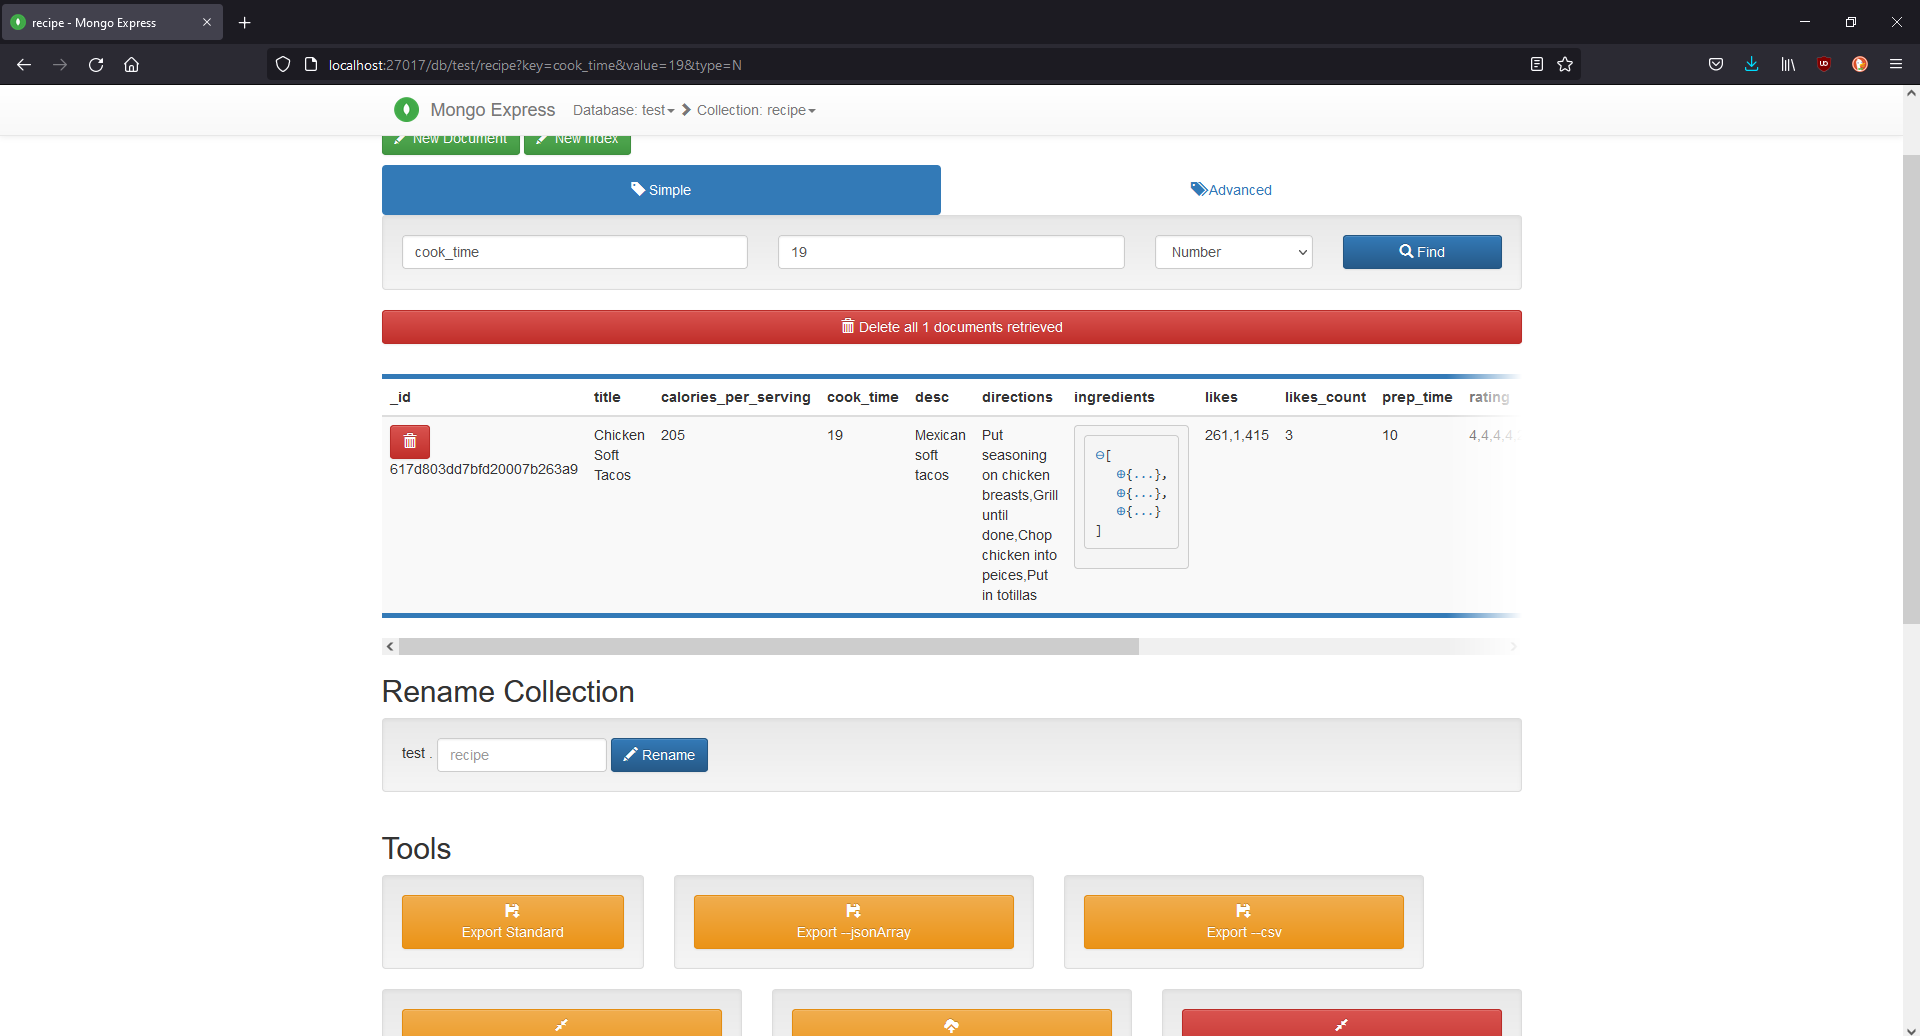 recipe - Mongo Express
localhost:27017/db/test/recipe?key=cook_time&value=19&type=N
Mongo Express Database: test Collection: recipe
New Document New Index
Simple Advanced
cook_time 19 Number Find
Delete all 1 documents retrieved
_id title calories_per_serving cook_time desc directions ingredients likes likes_count prep_time rating
617d803dd7bfd20007b263a9
Chicken
Soft
Tacos
205
19
Mexican
soft
tacos
Put
seasoning
on chicken
breasts,Grill
until
done,Chop
chicken into
peices,Put
in totillas
[
{...},
{...},
{...}
]
261,1,415
3
10
4,4,4,4
Rename Collection
test . recipe Rename
Tools
Export Standard Export --jsonArray Export --csv